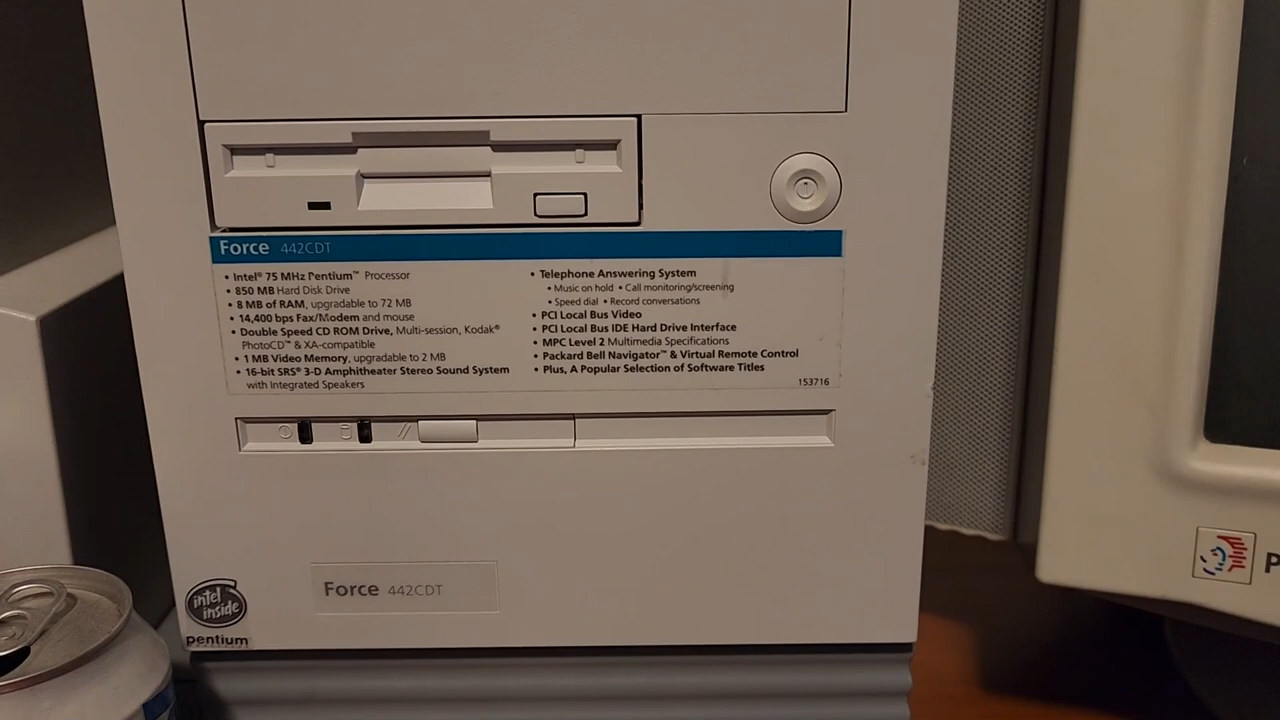 Force 442CDT
• Intel® 75 MHz Pentium™ Processor
• 850 MB Hard Disk Drive
• 8 MB of RAM, upgradable to 72 MB
• 14,400 bps Fax/Modem and mouse
• Double Speed CD ROM Drive, Multi-session, Kodak®
PhotoCD™ & XA-compatible
• 1 MB Video Memory, upgradable to 2 MB
• 16-bit SRS® 3-D Amphitheater Stereo Sound System
with Integrated Speakers
• Telephone Answering System
• Music on hold • Call monitoring/screening
• Speed dial • Record conversations
• PCI Local Bus Video
• PCI Local Bus IDE Hard Drive Interface
• MPC Level 2 Multimedia Specifications
• Packard Bell Navigator™ & Virtual Remote Control
• Plus, A Popular Selection of Software Titles
153716
Force 442CDT
intel
inside
pentium
P